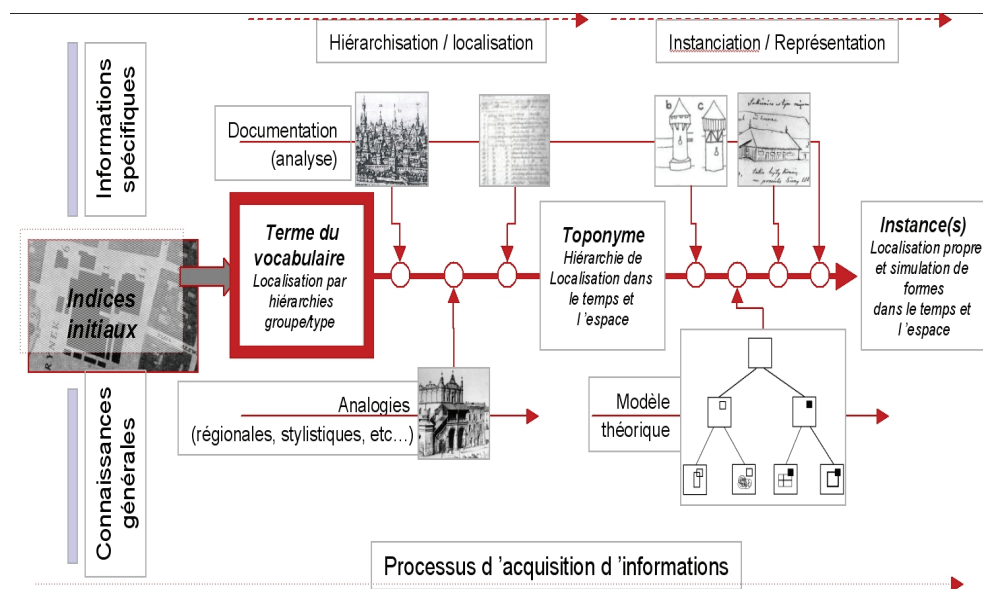 Hiérarchisation / localisation
Instanciation / Représentation
Informations
spécifiques
Documentation
(analyse)
b
c
Terme du
vocabulaire
Localisation par
hiérarchies
groupe/type
Toponyme
Hiérarchie de
Localisation dans
le temps et
l ’espace
Instance(s)
Localisation propre
et simulation de
formes
dans le temps et
l ’espace
Indices
initiaux
RYNEK
Connaissances
générales
Analogies
(régionales, stylistiques, etc…)
Modèle
théorique
Processus d ’acquisition d ’informations